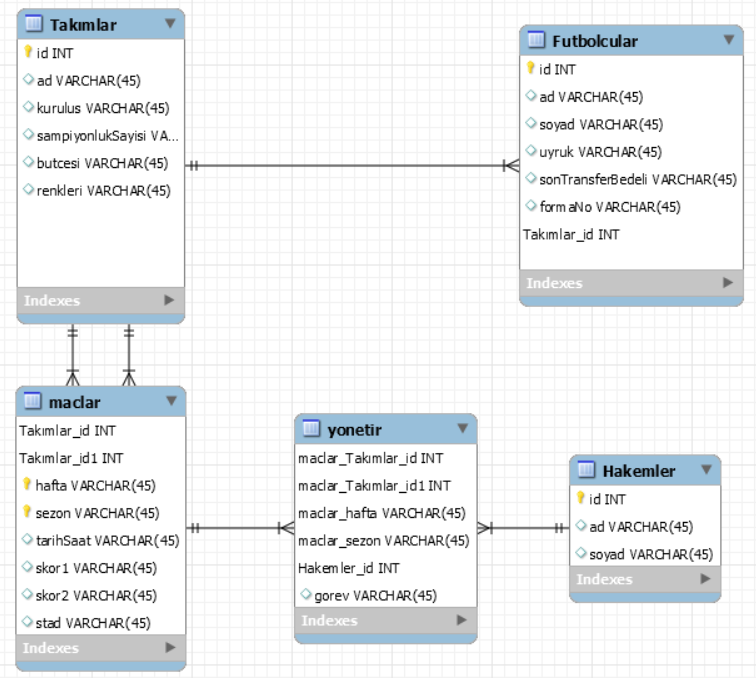 Takımlar
id INT
ad VARCHAR(45)
kurulus VARCHAR(45)
sampiyonlukSayisi VA...
butcesi VARCHAR(45)
renkleri VARCHAR(45)
Indexes
Futbolcular
id INT
ad VARCHAR(45)
soyad VARCHAR(45)
uyruk VARCHAR(45)
sonTransferBedeli VARCHAR(45)
formaNo VARCHAR(45)
Takımlar_id INT
Indexes
maclar
Takımlar_id INT
Takımlar_id1 INT
hafta VARCHAR(45)
sezon VARCHAR(45)
tarihSaat VARCHAR(45)
skor1 VARCHAR(45)
skor2 VARCHAR(45)
stad VARCHAR(45)
Indexes
yonetir
maclar_Takımlar_id INT
maclar_Takımlar_id1 INT
maclar_hafta VARCHAR(45)
maclar_sezon VARCHAR(45)
Hakemler_id INT
gorev VARCHAR(45)
Indexes
Hakemler
id INT
ad VARCHAR(45)
soyad VARCHAR(45)
Indexes